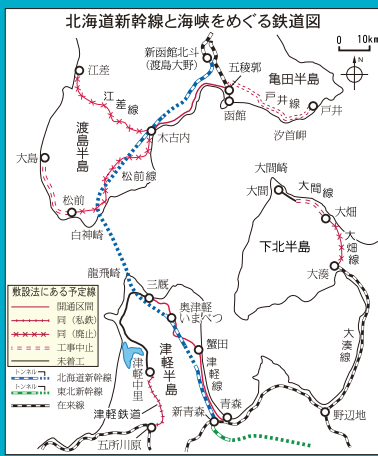 北海道新幹線と海峡をめぐる鉄道図
0 10km
N
新函館北斗
(渡島大野)
五稜郭
亀田半島
戸井線
戸井
函館
汐首岬
江差
江差線
渡島半島
木古内
大島
松前
松前線
白神崎
大間崎
大間
大間線
大畑
大畑線
下北半島
大湊
大湊線
龍飛崎
三厩
奥津軽
いまべつ
蟹田
津軽線
津軽半島
津軽中里
津軽鉄道
五所川原
新青森
青森
野辺地
敷設法にある予定線
開通区間
同(私鉄)
同(廃止)
工事中止
未着工
トンネル
北海道新幹線
トンネル
東北新幹線
在来線